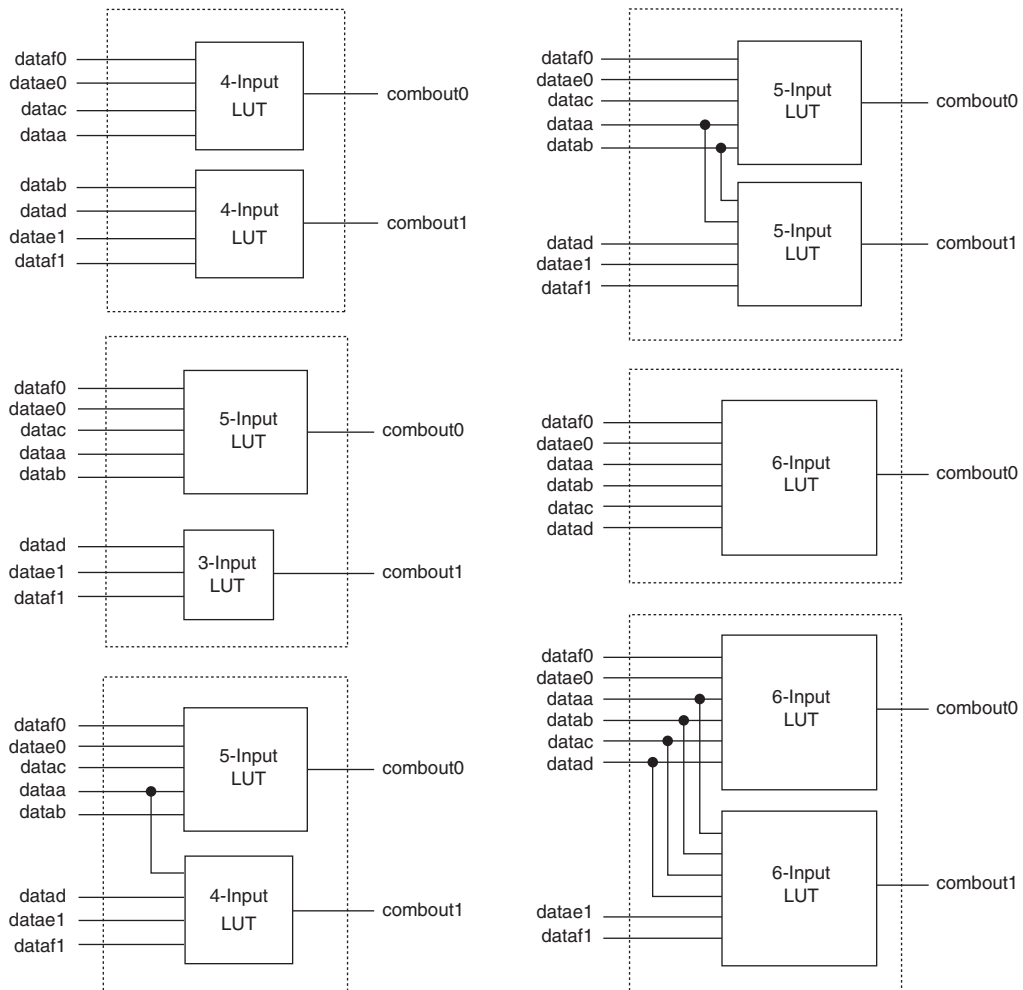 dataf0
datae0
datac
dataa
4-Input
LUT
combout0
datab
datad
datae1
dataf1
4-Input
LUT
combout1
dataf0
datae0
datac
dataa
datab
5-Input
LUT
combout0
datad
datae1
dataf1
3-Input
LUT
combout1
dataf0
datae0
datac
dataa
datab
5-Input
LUT
combout0
datad
datae1
dataf1
4-Input
LUT
combout1
dataf0
datae0
datac
dataa
datab
5-Input
LUT
combout0
datad
datae1
dataf1
5-Input
LUT
combout1
dataf0
datae0
dataa
datab
datac
datad
6-Input
LUT
combout0
dataf0
datae0
dataa
datab
datac
datad
6-Input
LUT
combout0
datae1
dataf1
6-Input
LUT
combout1